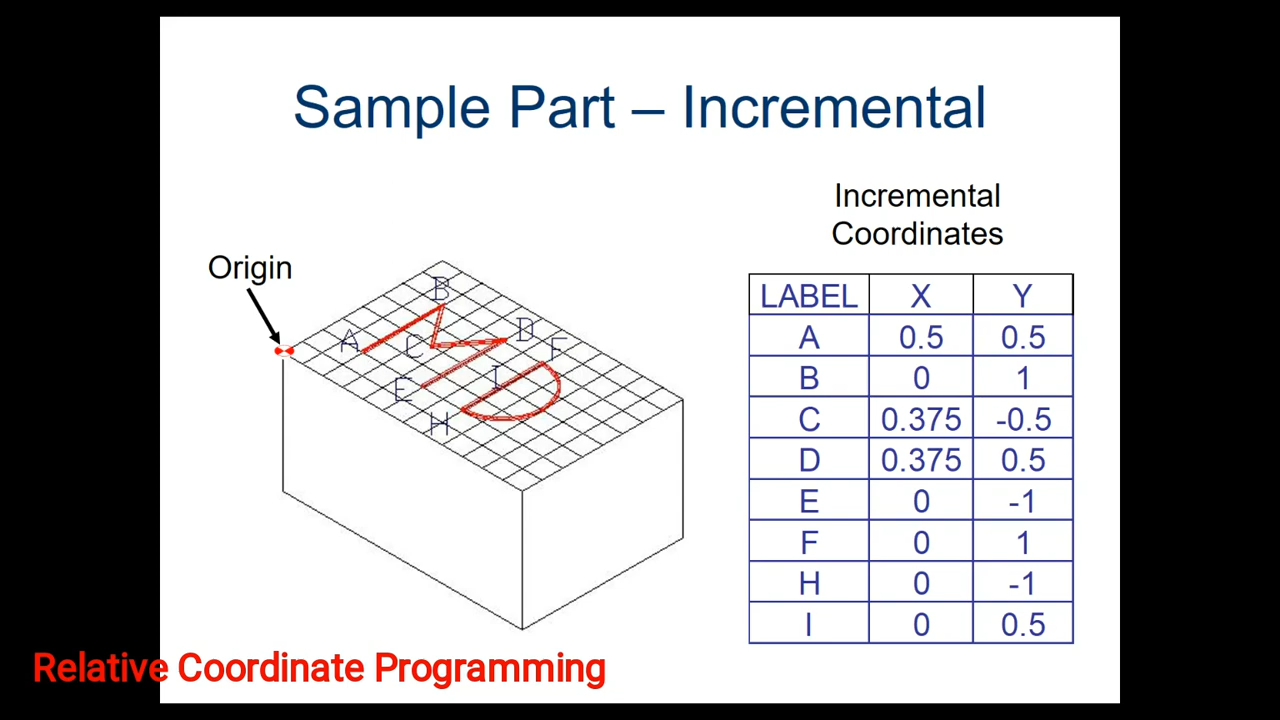 Sample Part – Incremental
Incremental
Coordinates
Origin
A
B
C
D
E
F
H
I
LABEL X Y
A 0.5 0.5
B 0 1
C 0.375 -0.5
D 0.375 0.5
E 0 -1
F 0 1
H 0 -1
I 0 0.5
Relative Coordinate Programming